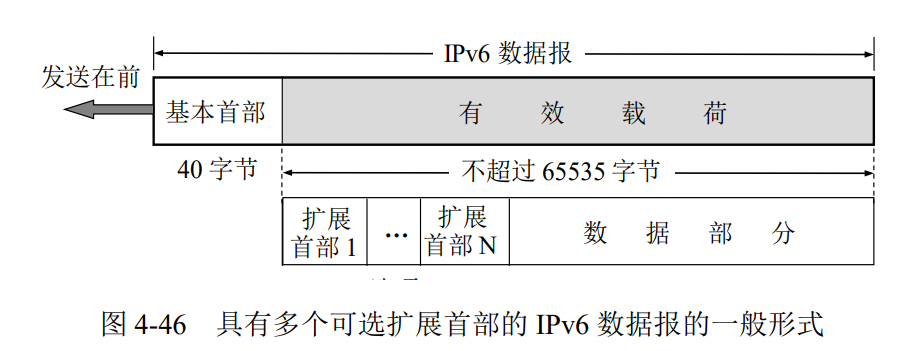 IPv6 数据报
发送在前
基本首部
有 效 载 荷
40 字节
不超过 65535 字节
扩展
首部 1
...
扩展
首部 N
数 据 部 分
图 4-46 具有多个可选扩展首部的 IPv6 数据报的一般形式